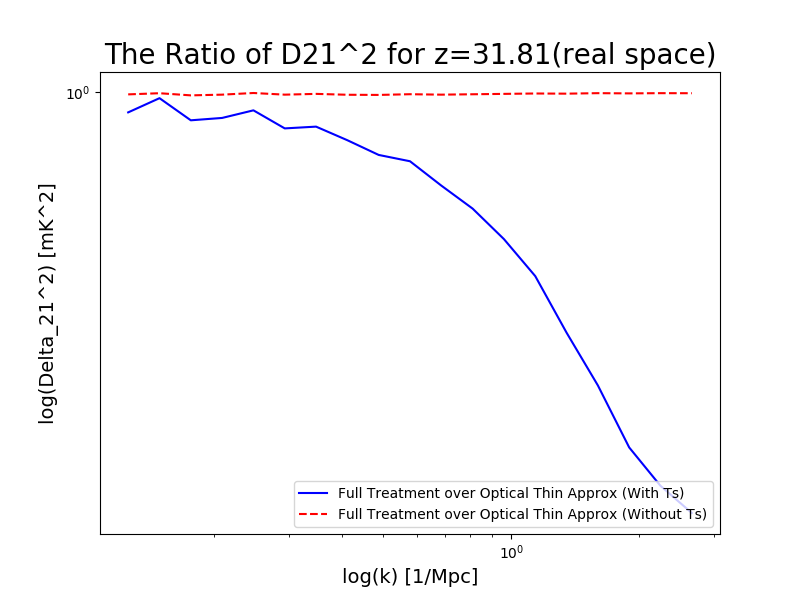 The Ratio of D21^2 for z=31.81(real space)
10^0
log(Delta_21^2) [mK^2]
Full Treatment over Optical Thin Approx (With Ts)
Full Treatment over Optical Thin Approx (Without Ts)
10^0
log(k) [1/Mpc]